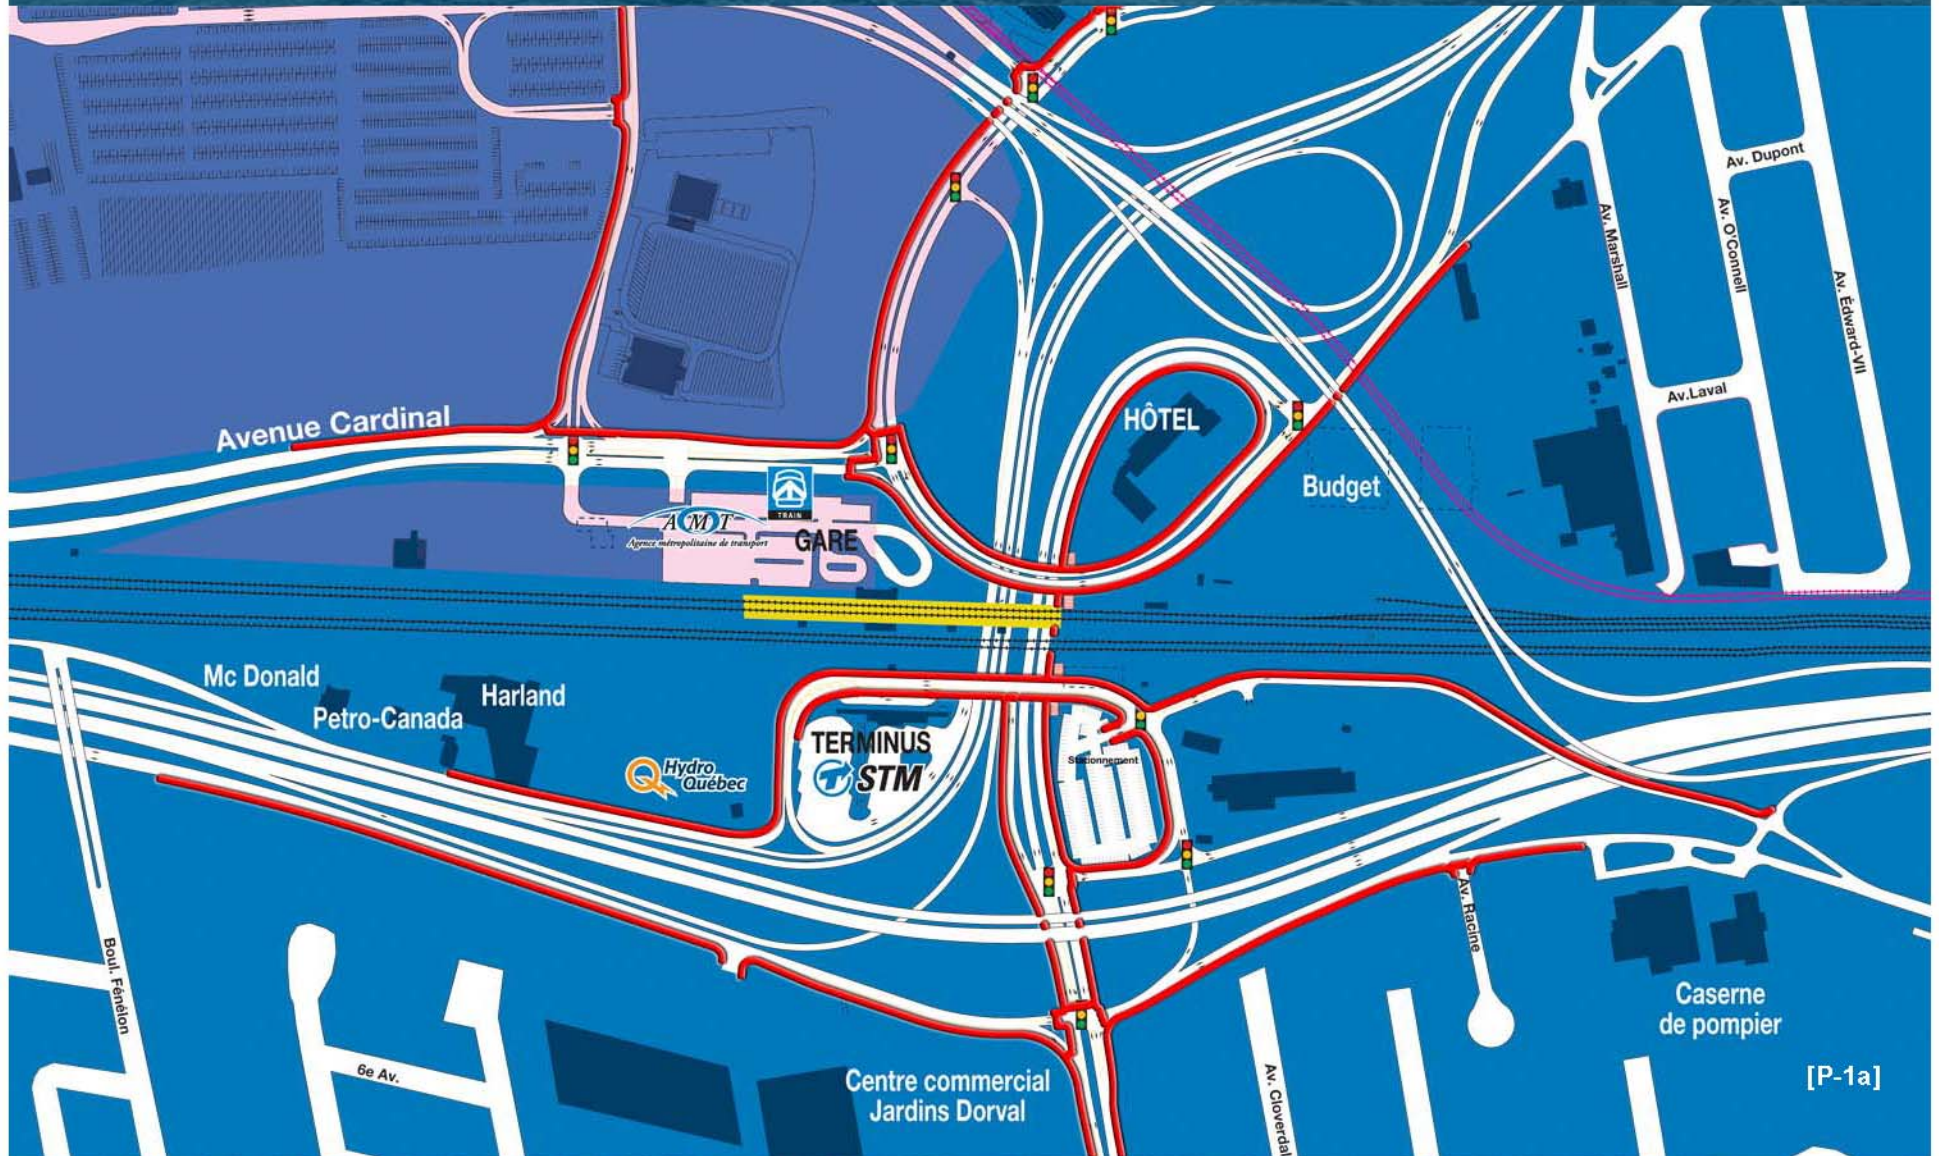 Av. Dupont
Av. Marshall
Av. O'Connell
Av. Édward-VII
Av.Laval
Avenue Cardinal
HÔTEL
Budget
TRAIN
AMT
Agence métropolitaine de transport
GARE
Mc Donald
Petro-Canada
Harland
Hydro
Québec
TERMINUS
STM
Stationnement
Boul. Fénélon
6e Av.
Centre commercial
Jardins Dorval
Av. Racine
Av. Cloverdal
Caserne
de pompier
[P-1a]